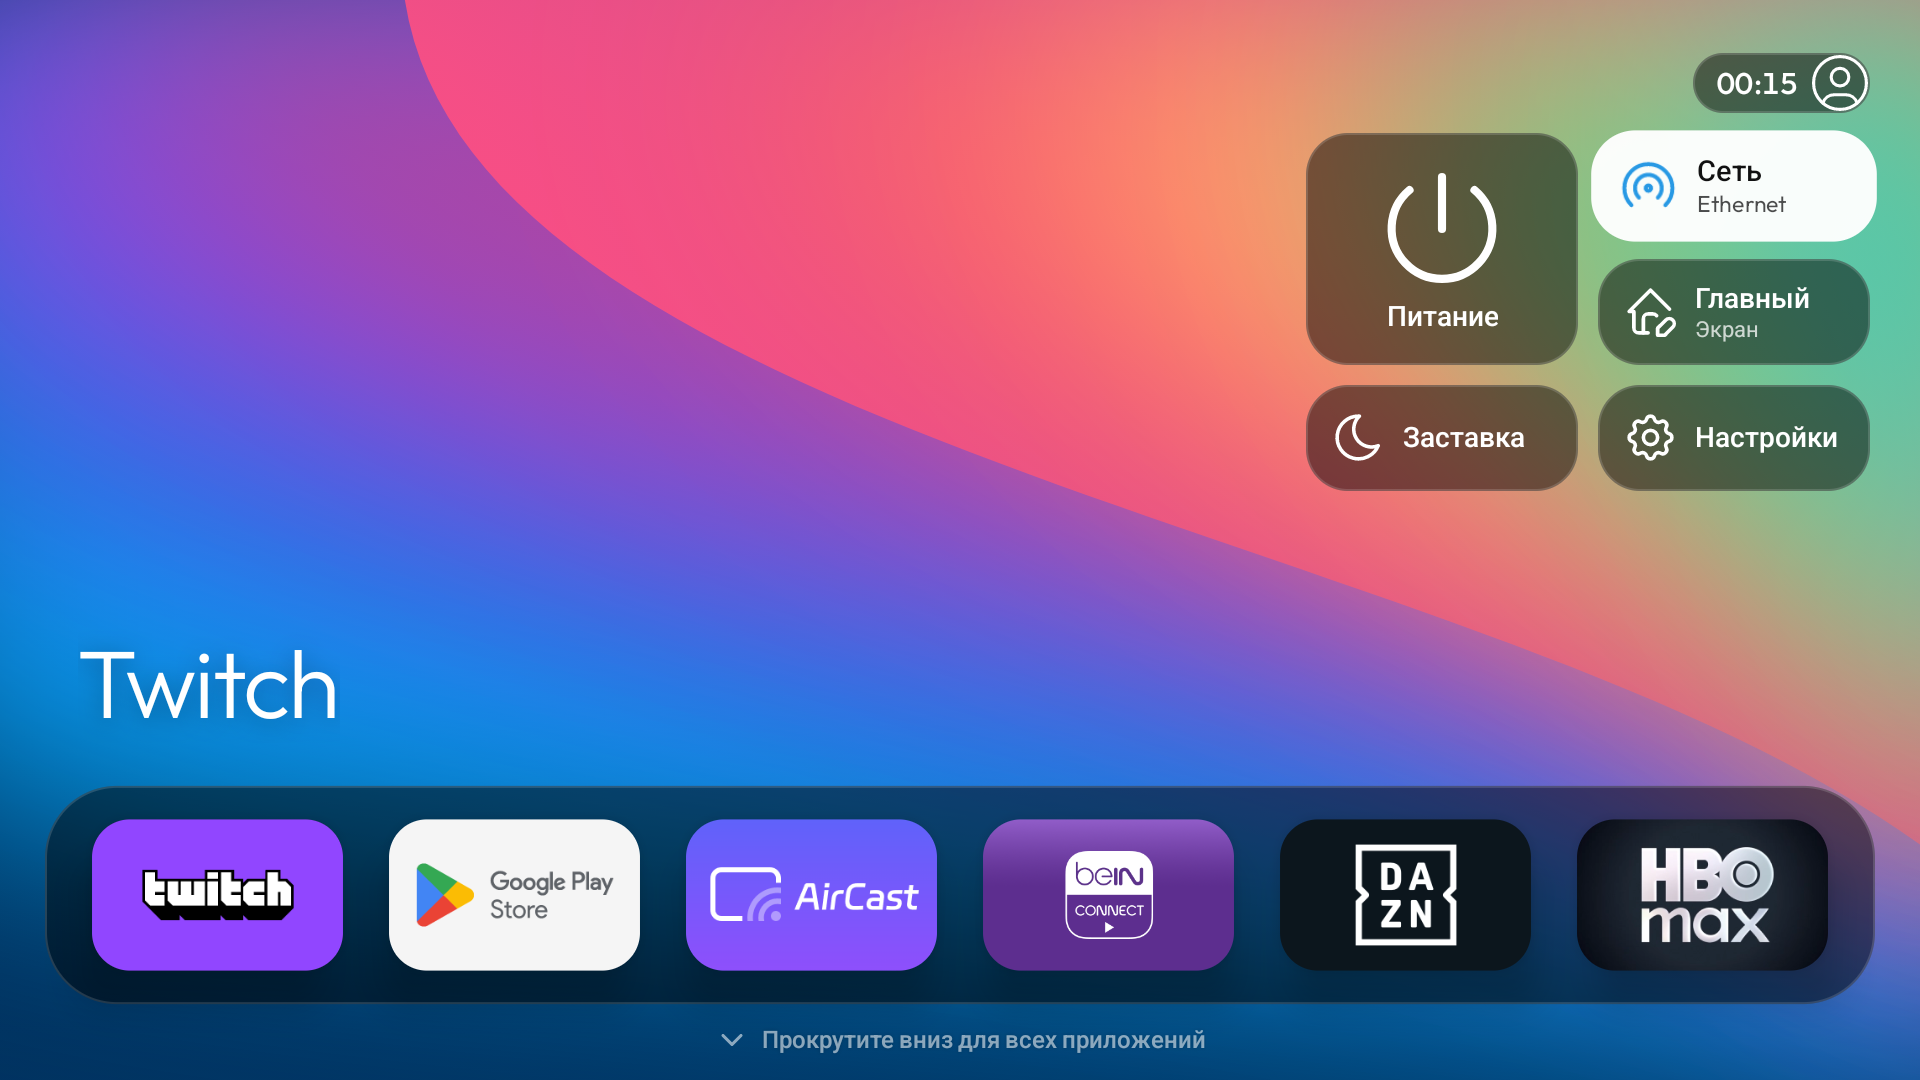 00:15
Питание
Сеть
Ethernet
Главный
Экран
Заставка
Настройки
Twitch
twitch
Google Play
Store
AirCast
beIN
CONNECT
DA
ZN
HBO
max
Прокрутите вниз для всех приложений